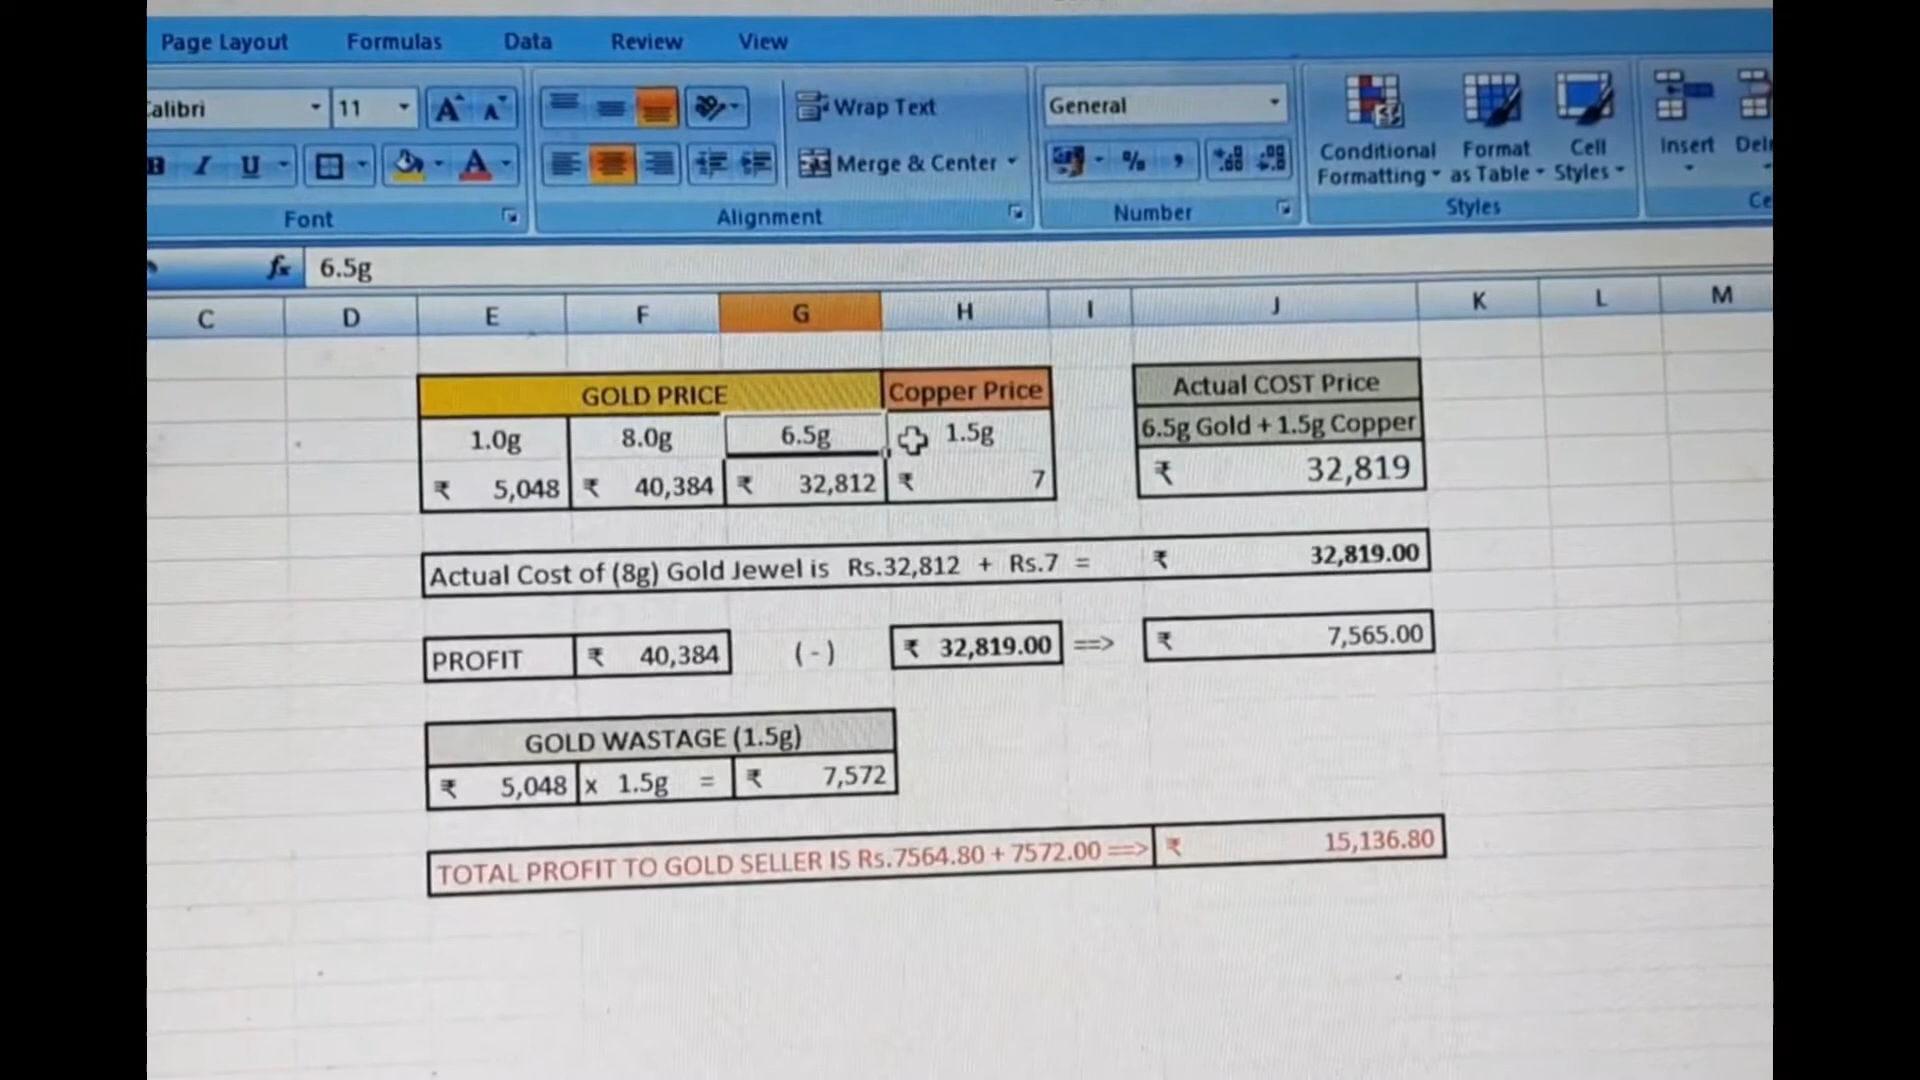 Page Layout Formulas Data Review View
alibri 11 A A Wrap Text General
B I U A Merge & Center % , Conditional Formatting Format as Table Cell Styles Insert Del
Font Alignment Number Styles Ce
fx 6.5g
C D E F G H I J K L M
GOLD PRICE Copper Price Actual COST Price
1.0g 8.0g 6.5g 1.5g 6.5g Gold + 1.5g Copper
₹ 5,048 ₹ 40,384 ₹ 32,812 ₹ 7 ₹ 32,819
Actual Cost of (8g) Gold Jewel is Rs.32,812 + Rs.7 = ₹ 32,819.00
PROFIT ₹ 40,384 ( - ) ₹ 32,819.00 ==> ₹ 7,565.00
GOLD WASTAGE (1.5g)
₹ 5,048 x 1.5g = ₹ 7,572
TOTAL PROFIT TO GOLD SELLER IS Rs.7564.80 + 7572.00 ==> ₹ 15,136.80